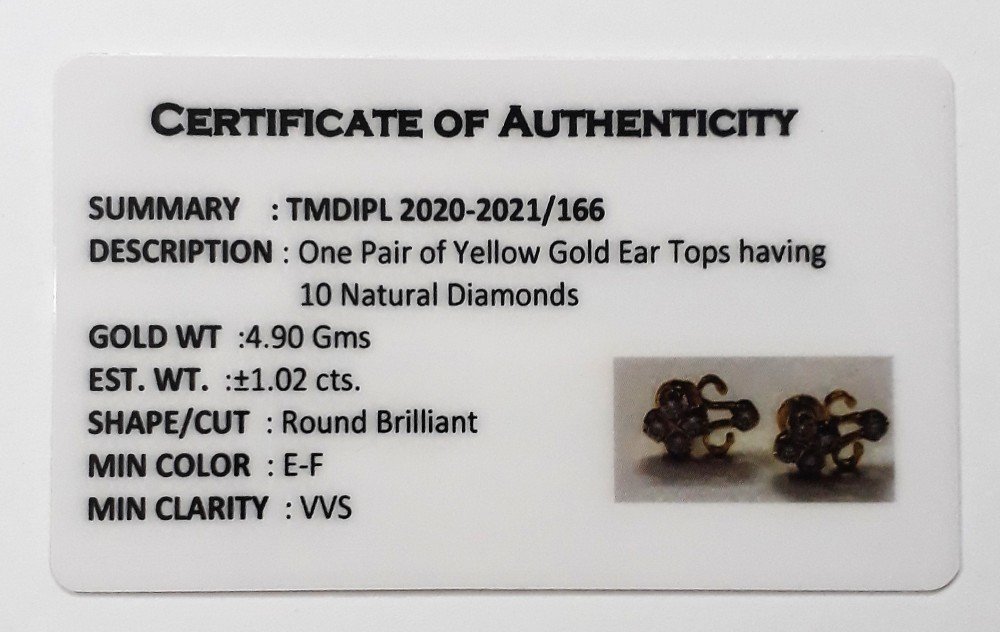 CERTIFICATE OF AUTHENTICITY
SUMMARY : TMDIPL 2020-2021/166
DESCRIPTION : One Pair of Yellow Gold Ear Tops having
10 Natural Diamonds
GOLD WT :4.90 Gms
EST. WT. :±1.02 cts.
SHAPE/CUT : Round Brilliant
MIN COLOR : E-F
MIN CLARITY : VVS